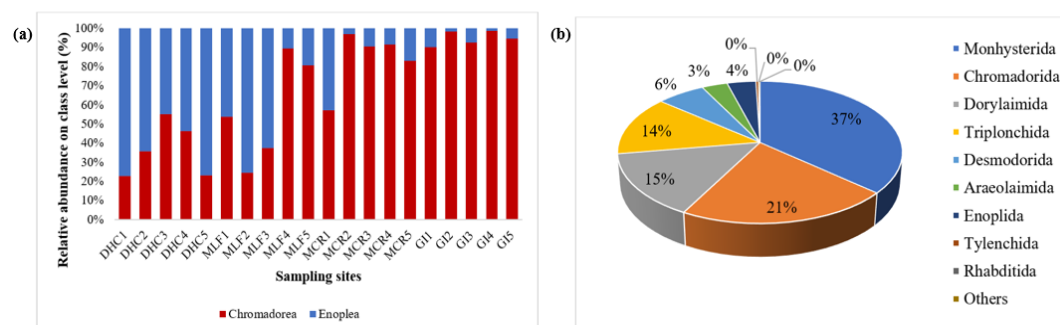 (a)
Relative abundance on class level (%)
100%
90%
80%
70%
60%
50%
40%
30%
20%
10%
0%
DHC1
DHC2
DHC3
DHC4
DHC5
MLF1
MLF2
MLF3
MLF4
MLF5
MCR1
MCR2
MCR3
MCR4
MCR5
GI1
GI2
GI3
GI4
GI5
Sampling sites
Chromadorea
Enoplea
(b)
0%
0%
0%
4%
3%
6%
14%
15%
21%
37%
Monhysterida
Chromadorida
Dorylaimida
Triplonchida
Desmodorida
Araeolaimida
Enoplida
Tylenchida
Rhabditida
Others